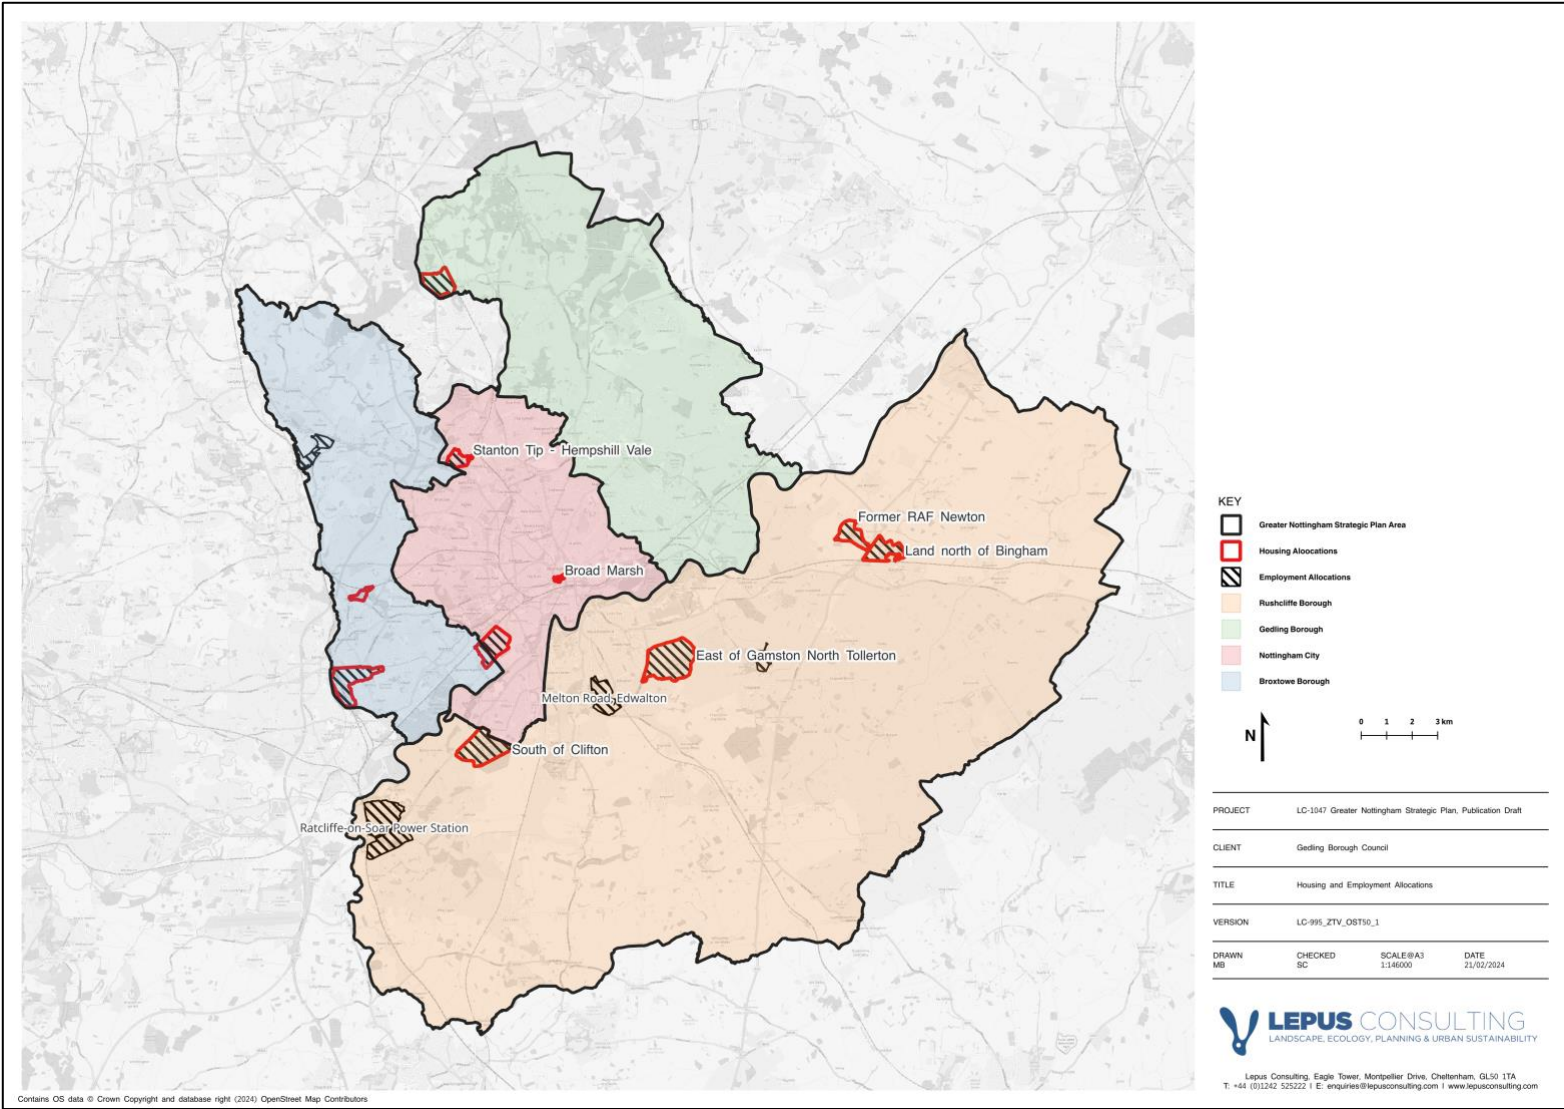 Stanton Tip - Hempshill Vale
Former RAF Newton
Land north of Bingham
Broad Marsh
East of Gamston North Tollerton
Melton Road, Edwalton
South of Clifton
Ratcliffe-on-Soar Power Station
KEY
Greater Nottingham Strategic Plan Area
Housing Aloocations
Employment Allocations
Rushcliffe Borough
Gedling Borough
Nottingham City
Broxtowe Borough
N
0 1 2 3 km
PROJECT LC-1047 Greater Nottingham Strategic Plan, Publication Draft
CLIENT Gedling Borough Council
TITLE Housing and Employment Allocations
VERSION LC-995_ZTV_OST50_1
DRAWN CHECKED SCALE@A3 DATE
MB SC 1:146000 21/02/2024
LEPUS CONSULTING
LANDSCAPE, ECOLOGY, PLANNING & URBAN SUSTAINABILITY
Lepus Consulting, Eagle Tower, Montpellier Drive, Cheltenham, GL50 1TA
T: +44 (0)1242 525222 | E: enquiries@lepusconsulting.com | www.lepusconsulting.com
Contains OS data © Crown Copyright and database right (2024) OpenStreet Map Contributors